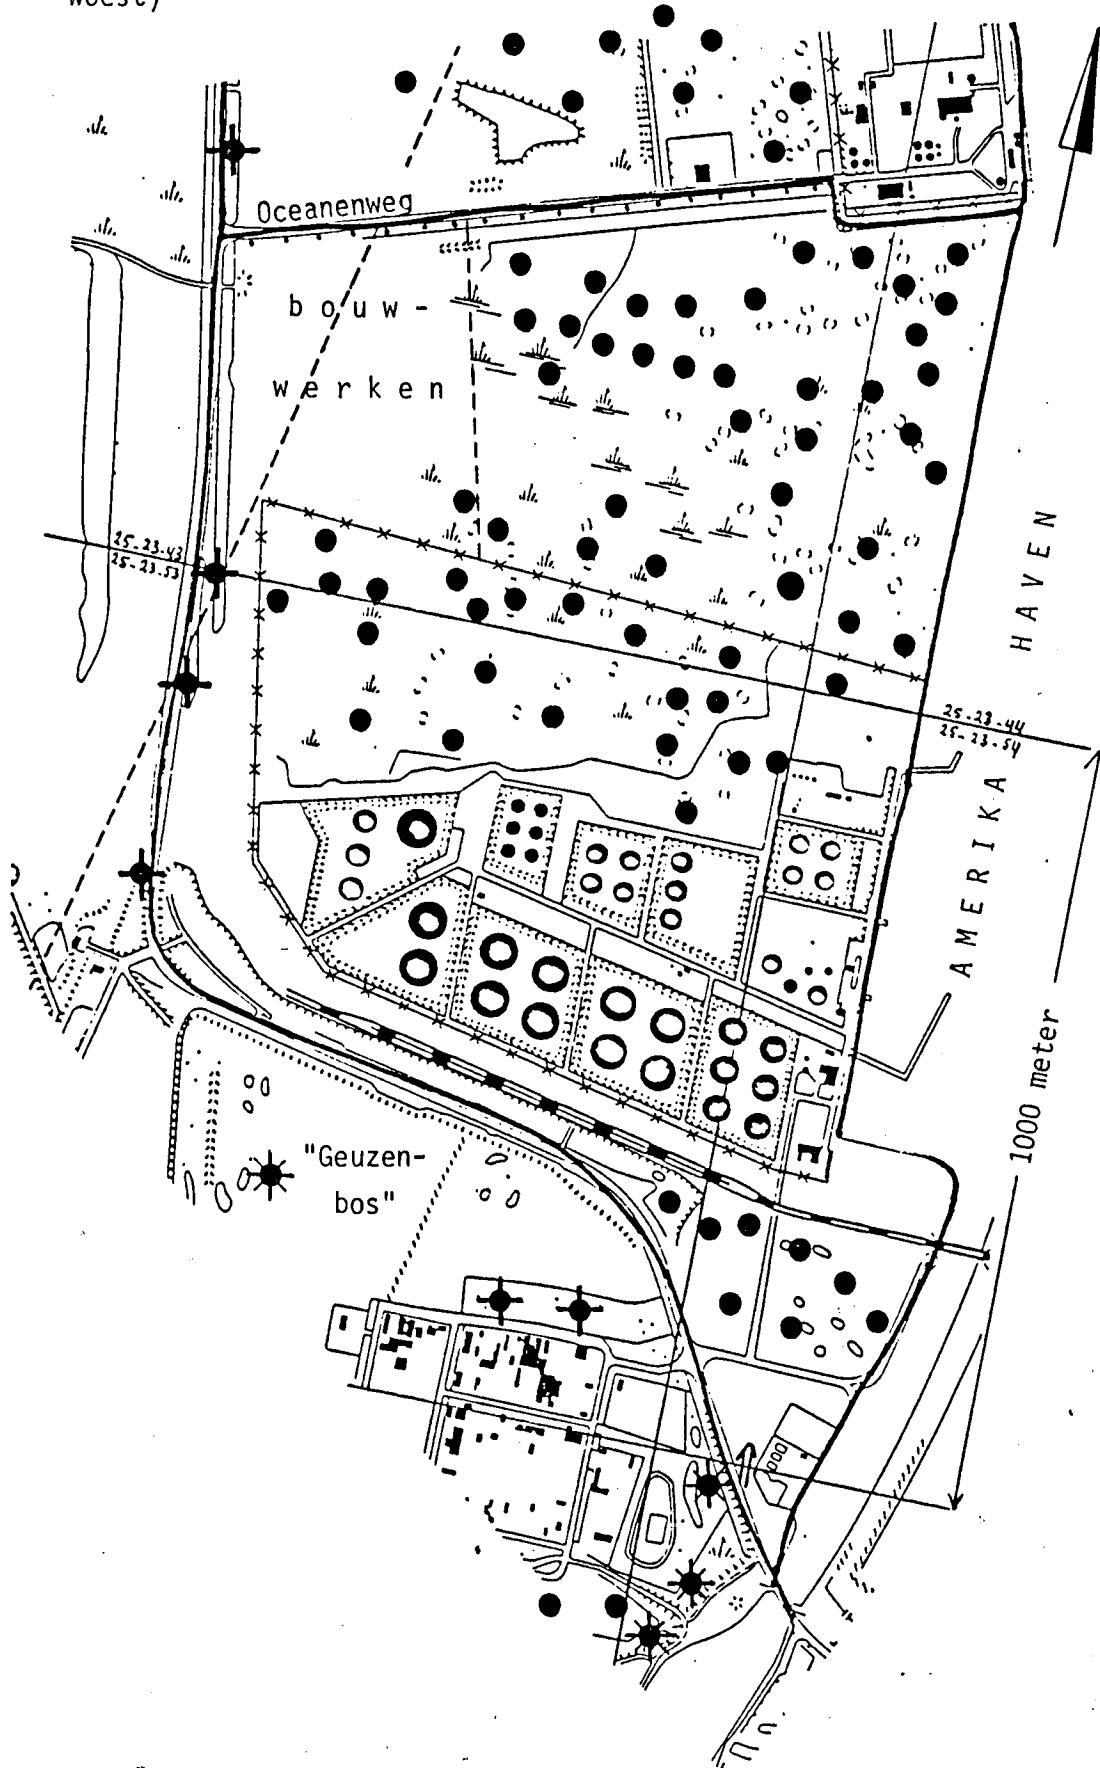 woest)
Oceanenweg
bouw-
werken
25-23-43
25-23-53
HAVEN
25-23-44
25-23-54
AMERIKA
1000 meter
"Geuzen-
bos"